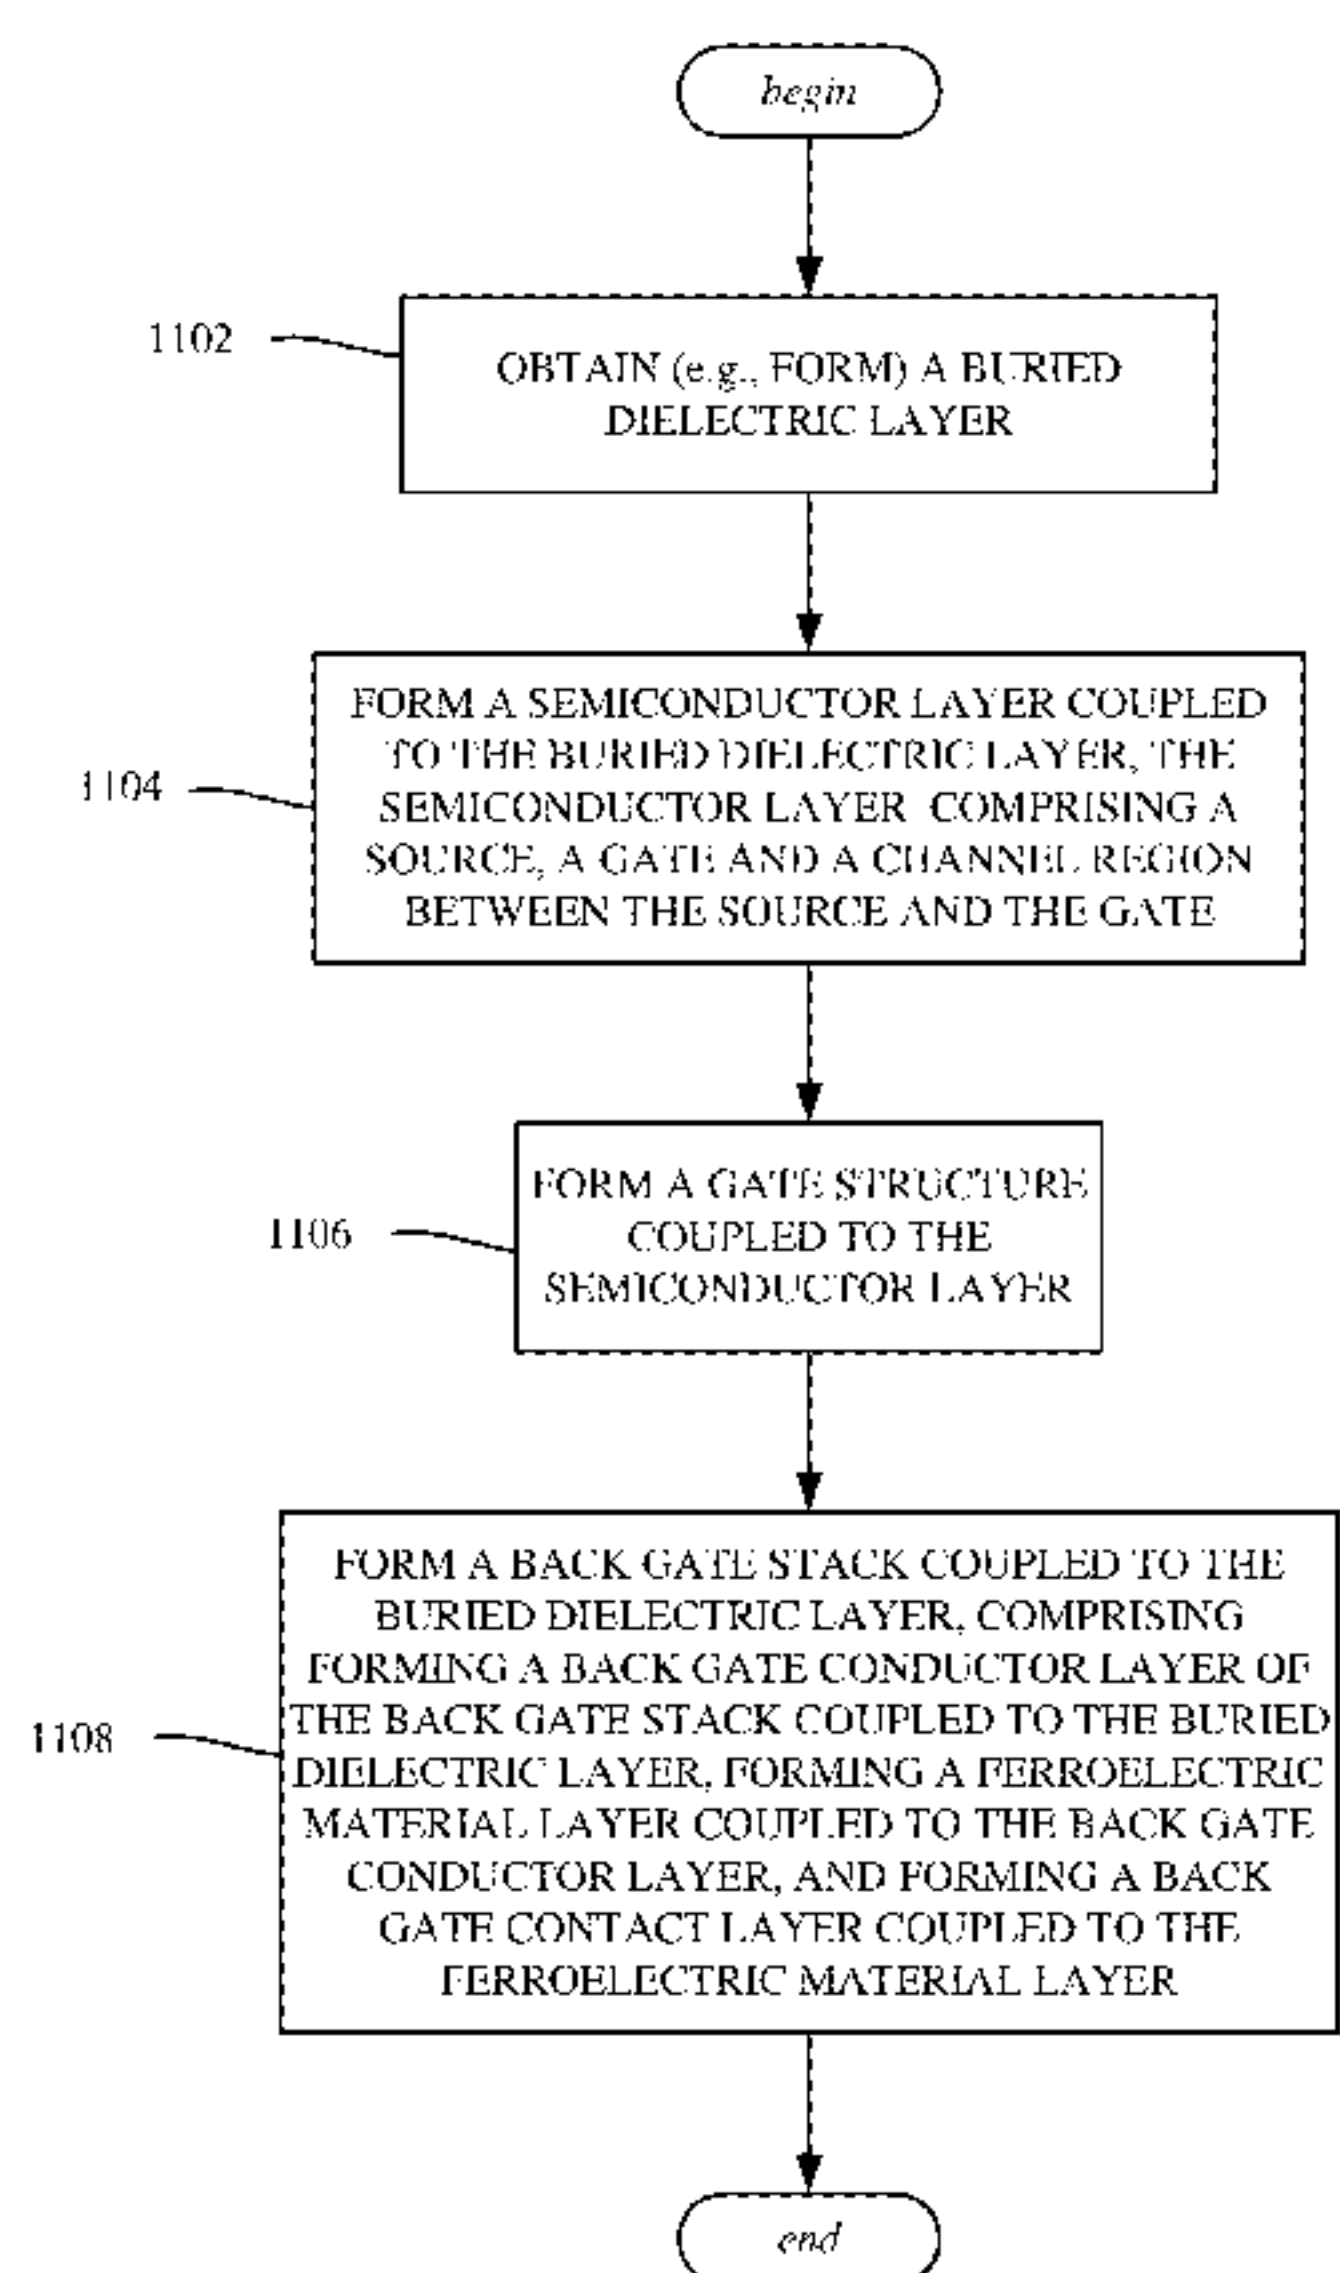 begin
1102
OBTAIN (e.g., FORM) A BURIED
DIELECTRIC LAYER
1104
FORM A SEMICONDUCTOR LAYER COUPLED
TO THE BURIED DIELECTRIC LAYER, THE
SEMICONDUCTOR LAYER COMPRISING A
SOURCE, A GATE AND A CHANNEL REGION
BETWEEN THE SOURCE AND THE GATE
1106
FORM A GATE STRUCTURE
COUPLED TO THE
SEMICONDUCTOR LAYER
1108
FORM A BACK GATE STACK COUPLED TO THE
BURIED DIELECTRIC LAYER, COMPRISING
FORMING A BACK GATE CONDUCTOR LAYER OF
THE BACK GATE STACK COUPLED TO THE BURIED
DIELECTRIC LAYER, FORMING A FERROELECTRIC
MATERIAL LAYER COUPLED TO THE BACK GATE
CONDUCTOR LAYER, AND FORMING A BACK
GATE CONTACT LAYER COUPLED TO THE
FERROELECTRIC MATERIAL LAYER
end